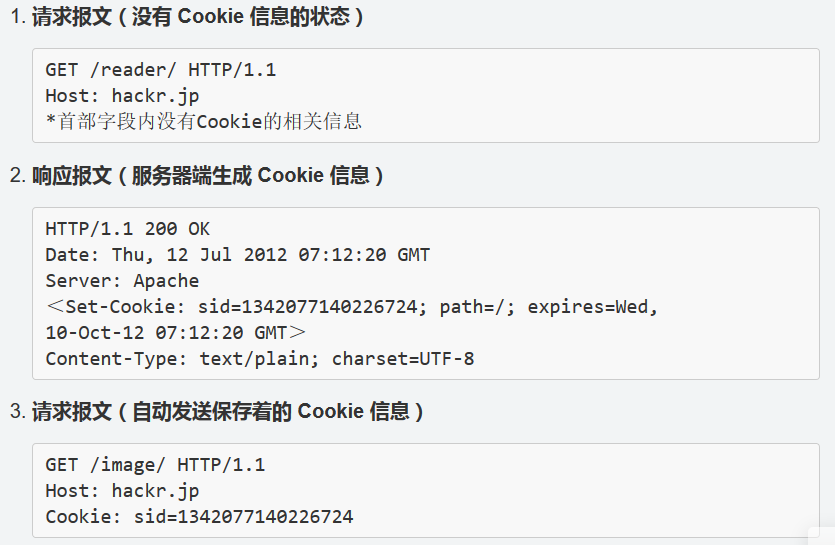 1. 请求报文（没有 Cookie 信息的状态）
GET /reader/ HTTP/1.1
Host: hackr.jp
*首部字段内没有Cookie的相关信息
2. 响应报文（服务器端生成 Cookie 信息）
HTTP/1.1 200 OK
Date: Thu, 12 Jul 2012 07:12:20 GMT
Server: Apache
＜Set-Cookie: sid=1342077140226724; path=/; expires=Wed,
10-Oct-12 07:12:20 GMT＞
Content-Type: text/plain; charset=UTF-8
3. 请求报文（自动发送保存着的 Cookie 信息）
GET /image/ HTTP/1.1
Host: hackr.jp
Cookie: sid=1342077140226724